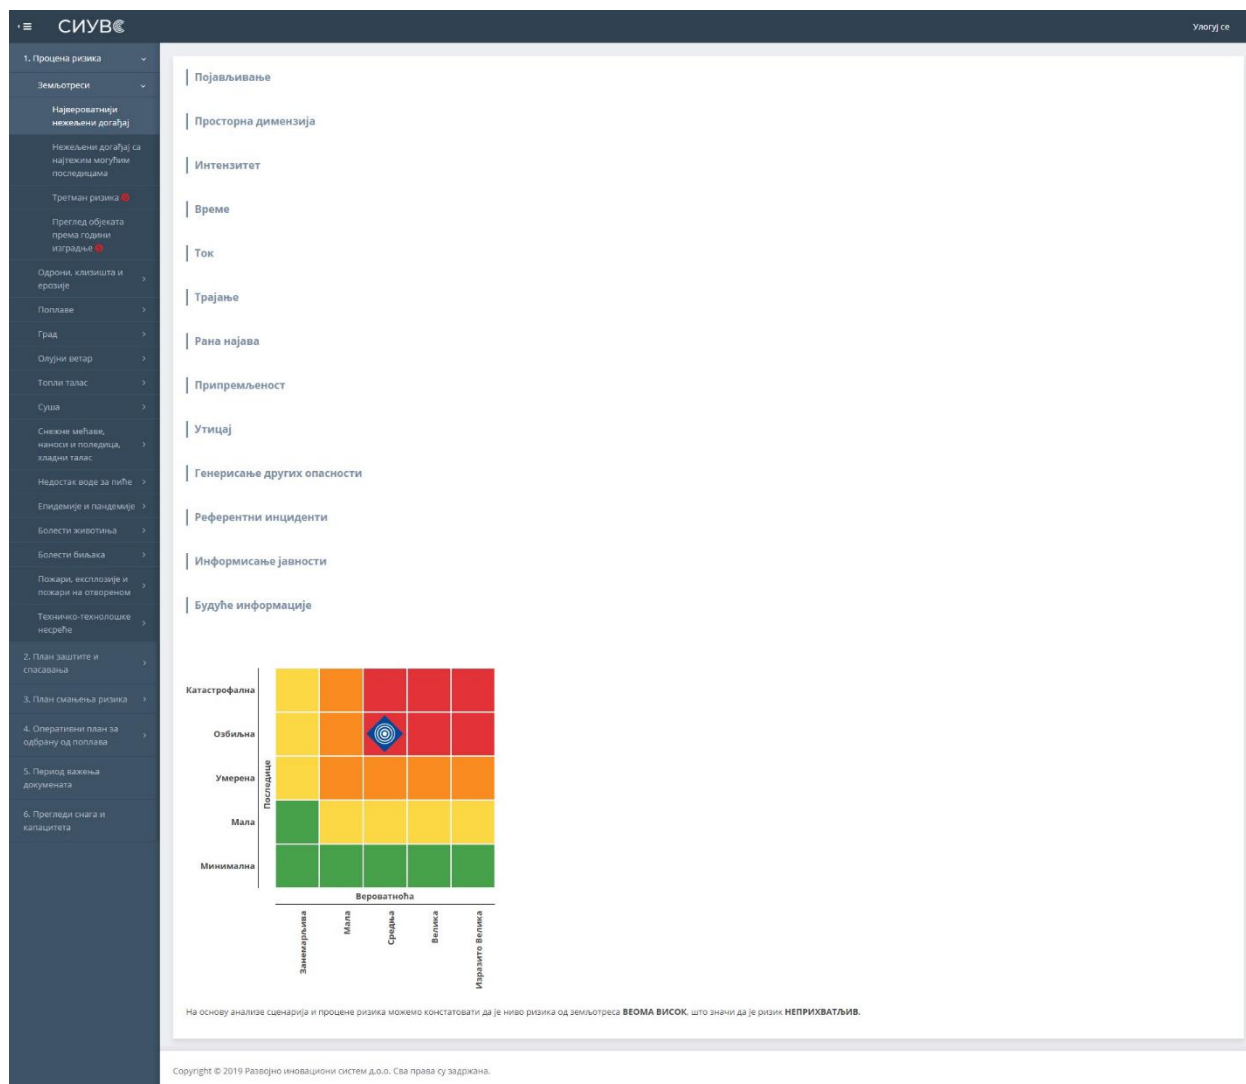 СИУВС
Улогуј се
1. Процена ризика
Земљотреси
Највероватнији
нежељени догађај
Нежељени догађај са
најтежим могућим
последицама
Третман ризика
Преглед објеката
према години
изградње
Одрони, клизишта и
ерозије
Поплаве
Град
Олујни ветар
Топли талас
Суша
Снежне мећаве,
наноси и поледица,
хладни талас
Недостак воде за пиће
Епидемије и пандемије
Болести животиња
Болести биљака
Пожари, експлозије и
пожари на отвореном
Техничко-технолошке
несреће
2. План заштите и
спасавања
3. План смањења ризика
4. Оперативни план за
одбрану од поплава
5. Период важења
документа
6. Прегледи снага и
капацитета
Појављивање
Просторна димензија
Интензитет
Време
Ток
Трајање
Рана најава
Припремљеност
Утицај
Генерисање других опасности
Референтни инциденти
Информисање јавности
Будуће информације
Катастрофална
Озбиљна
Умерена
Мала
Минимална
Последице
Вероватноћа
Занемарљива
Мала
Средња
Велика
Изразито Велика
На основу анализе сценарија и процене ризика можемо констатовати да је ниво ризика од земљотреса ВЕОМА ВИСОК, што значи да је ризик НЕПРИХВАТЉИВ.
Copyright © 2019 Развојно иновациони систем д.о.о. Сва права су задржана.